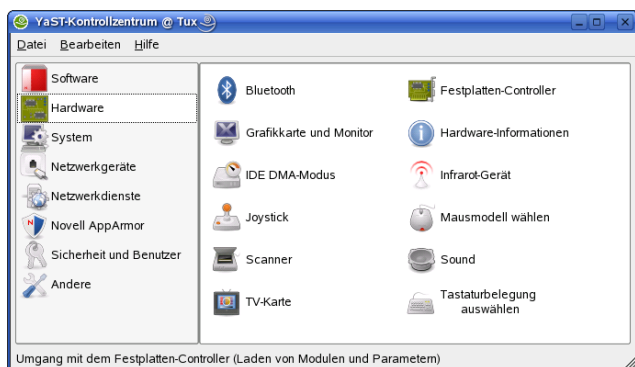 YaST-Kontrollzentrum @ Tux
Datei Bearbeiten Hilfe
Software
Hardware
System
Netzwerkgeräte
Netzwerkdienste
Novell AppArmor
Sicherheit und Benutzer
Andere
Bluetooth
Festplatten-Controller
Grafikkarte und Monitor
Hardware-Informationen
IDE DMA-Modus
Infrarot-Gerät
Joystick
Mausmodell wählen
Scanner
Sound
TV-Karte
Tastaturbelegung
auswählen
Umgang mit dem Festplatten-Controller (Laden von Modulen und Parametern)